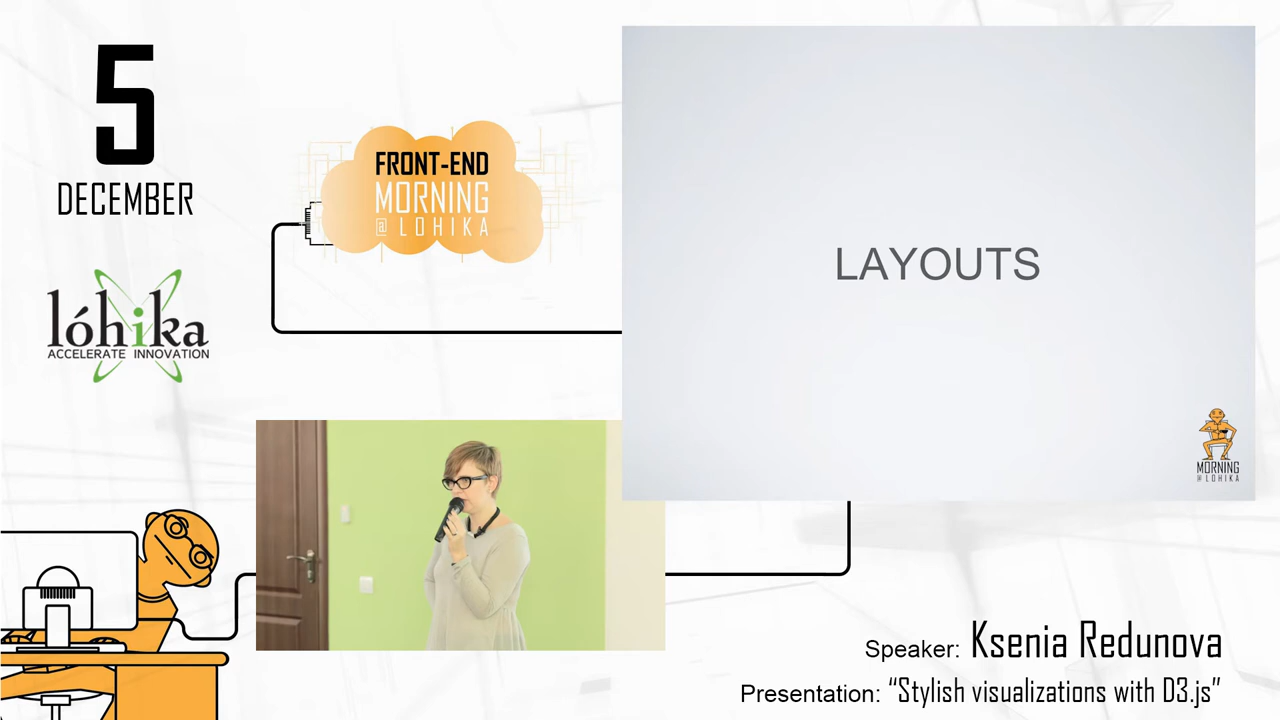 5
DECEMBER
lóhika
ACCELERATE INNOVATION
FRONT-END
MORNING
@ LOHIKA
LAYOUTS
MORNING
@ LOHIKA
Speaker: Ksenia Redunova
Presentation: “Stylish visualizations with D3.js”